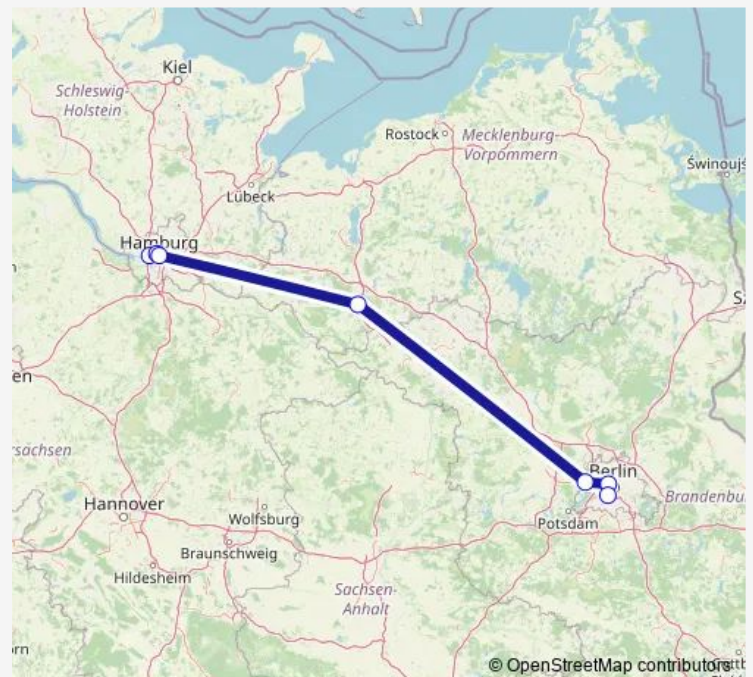 Kiel
Schleswig-
Holstein
Rostock
Mecklenburg-
Vorpommern
Świnoujś
Lübeck
Hamburg
en
ersächsen
Berlin
Hannover
Wolfsburg
Potsdam
Brandenbu
Braunschweig
Hildesheim
Sachsen-
Anhalt
© OpenStreetMap contributors